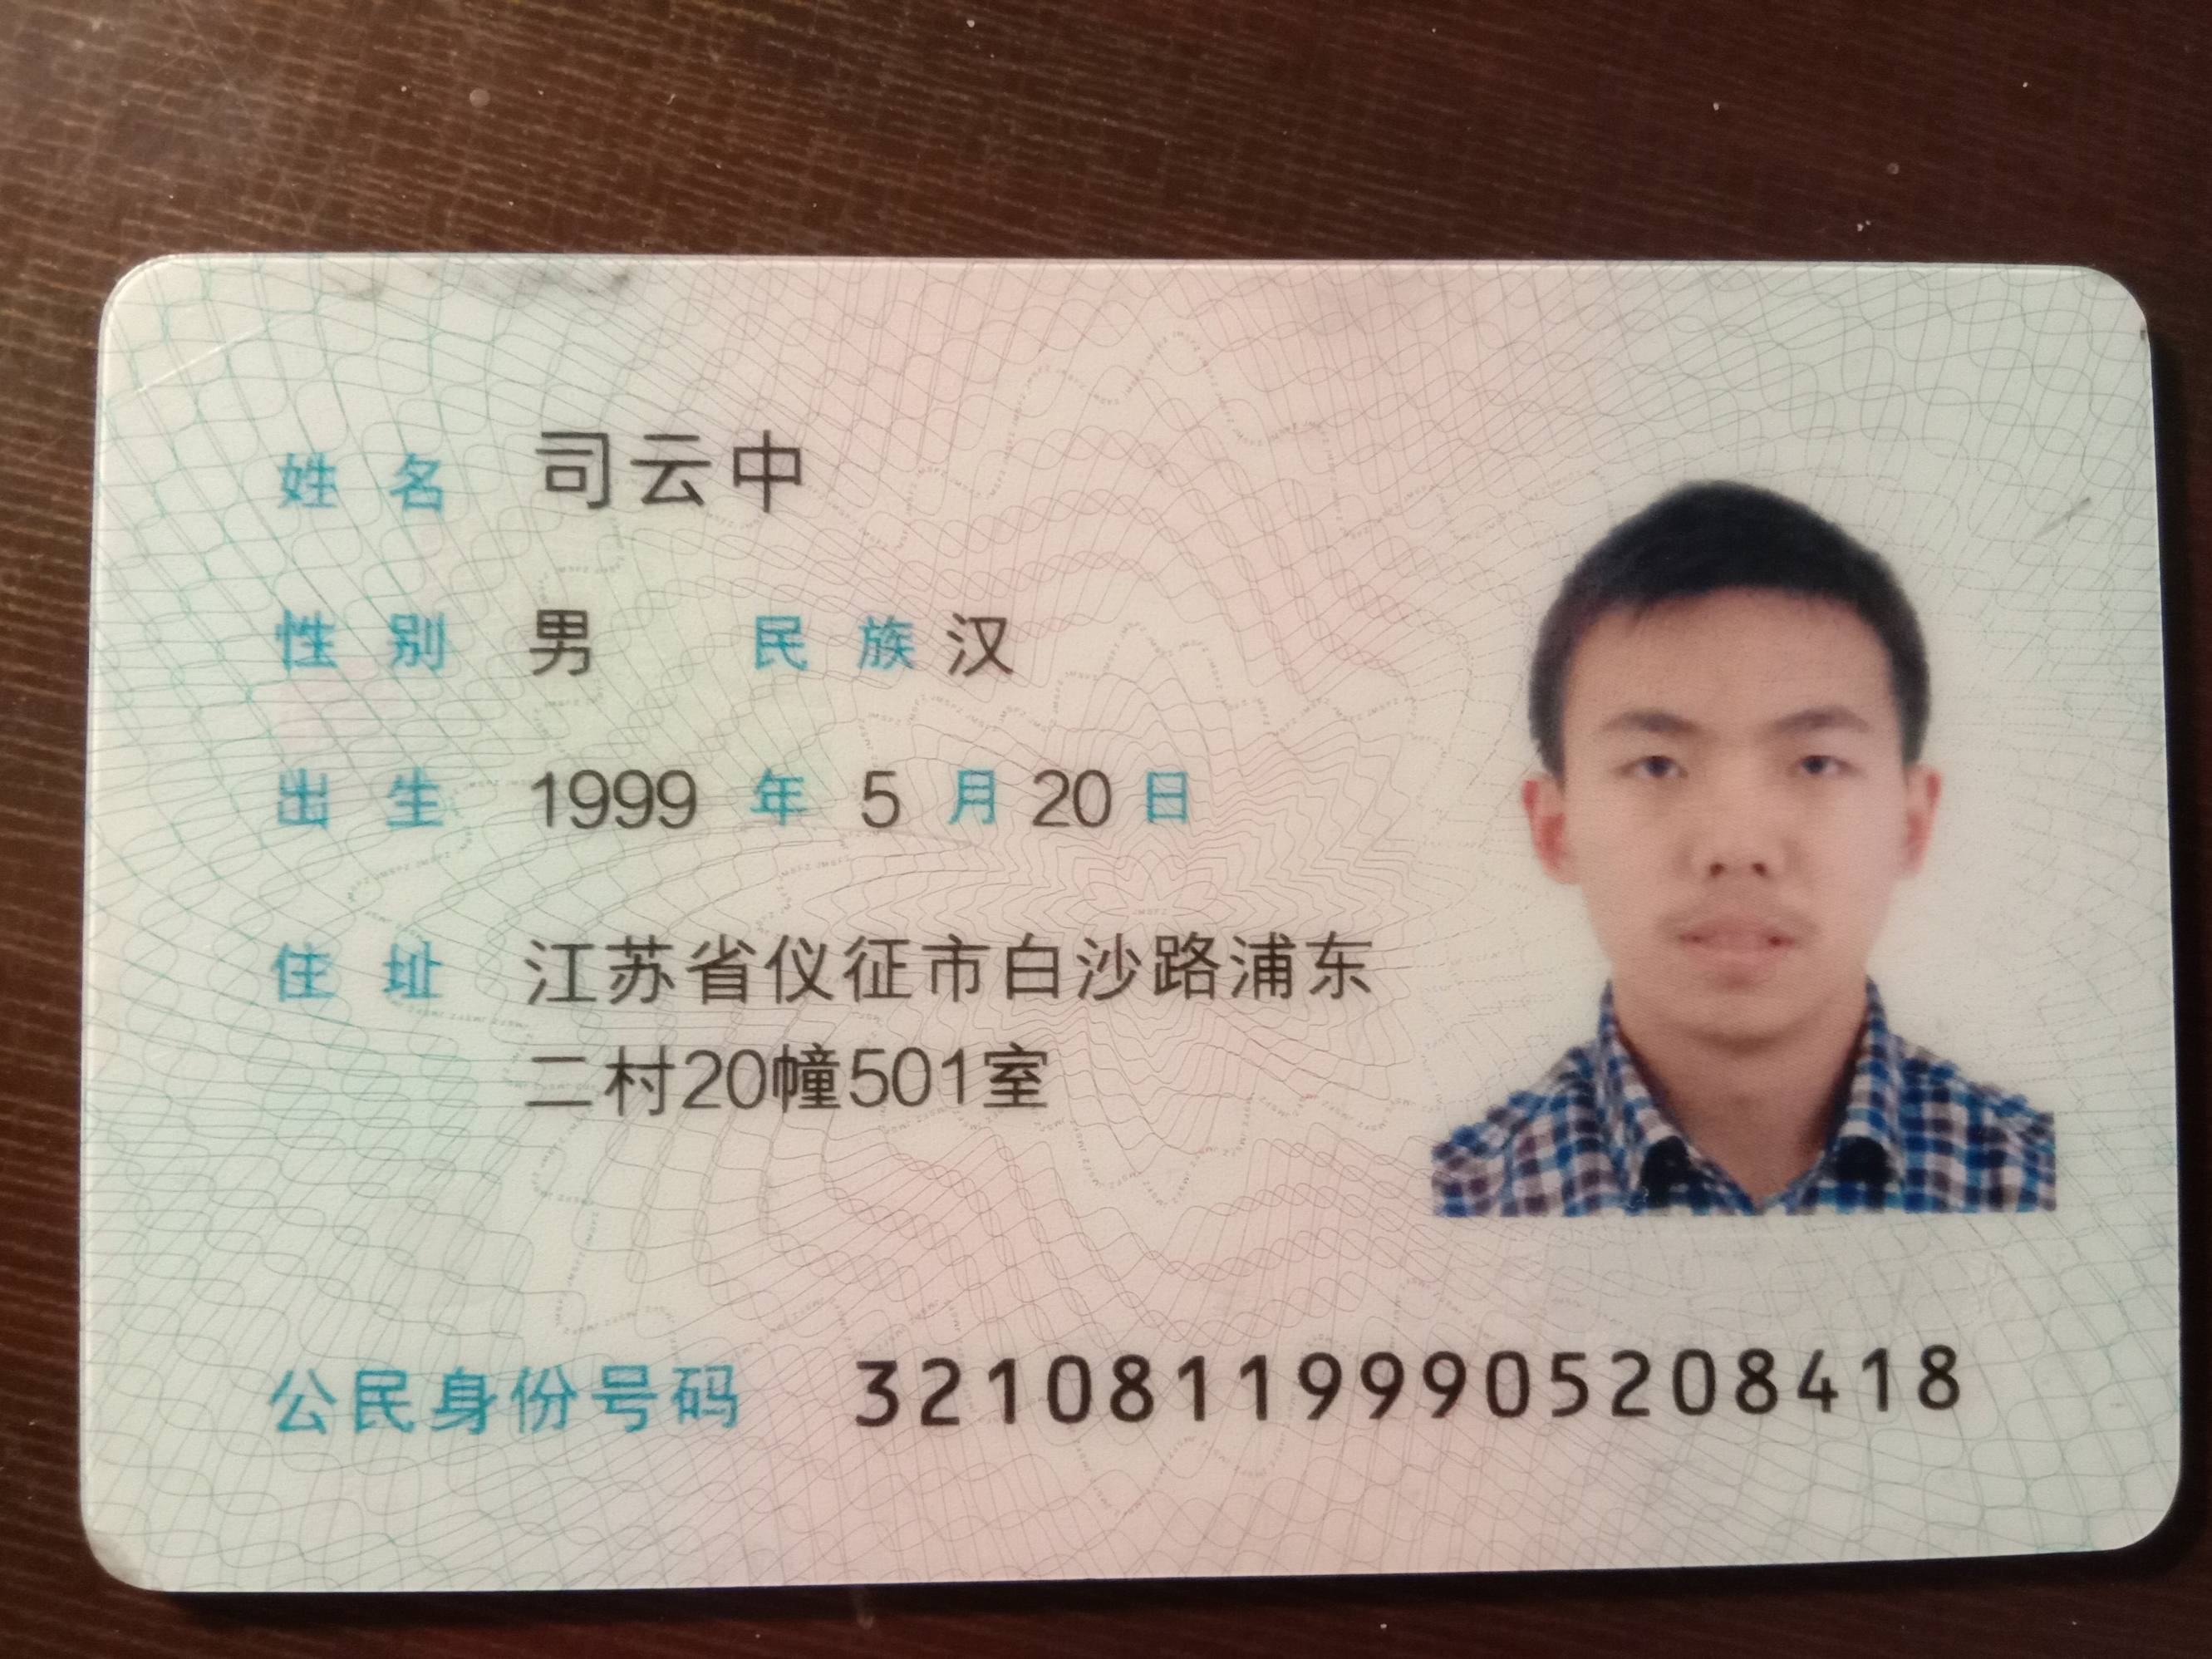 姓名 司云中
性别 男 民族 汉
出生 1999 年 5 月 20 日
住址 江苏省仪征市白沙路浦东
二村20幢501室
公民身份号码 321081199905208418